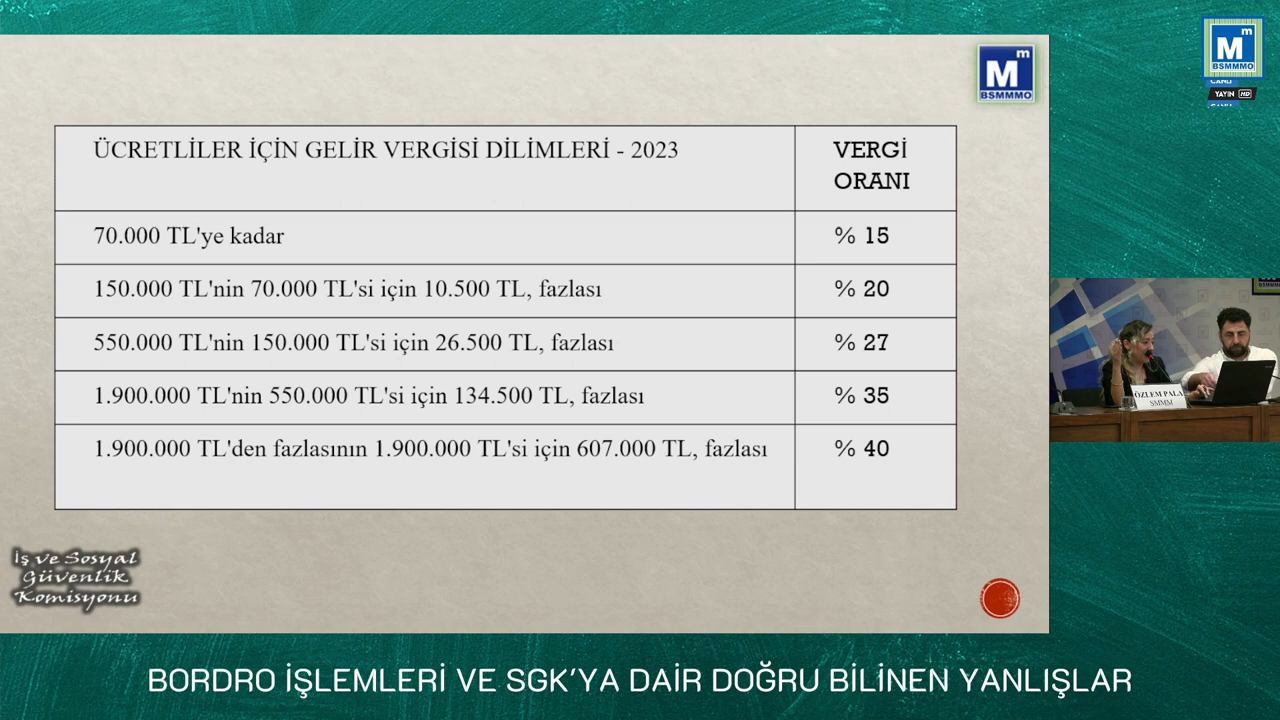 M m
BSMMMO
CANLI
YAYIN HD
M m
BSMMMO
ÜCRETLİLER İÇİN GELİR VERGİSİ DİLİMLERİ - 2023
VERGİ
ORANI
70.000 TL'ye kadar
% 15
150.000 TL'nin 70.000 TL'si için 10.500 TL, fazlası
% 20
550.000 TL'nin 150.000 TL'si için 26.500 TL, fazlası
% 27
1.900.000 TL'nin 550.000 TL'si için 134.500 TL, fazlası
% 35
1.900.000 TL'den fazlasının 1.900.000 TL'si için 607.000 TL, fazlası
% 40
ÖZLEM PALA
SMMM
İş ve Sosyal
Güvenlik
Komisyonu
BORDRO İŞLEMLERİ VE SGK'YA DAİR DOĞRU BİLİNEN YANLIŞLAR